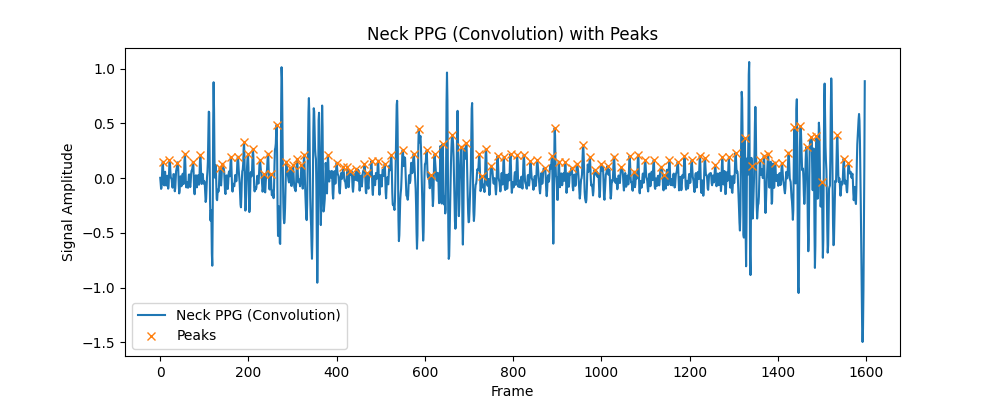 Neck PPG (Convolution) with Peaks
1.0
0.5
0.0
−0.5
−1.0
−1.5
Signal Amplitude
Neck PPG (Convolution)
Peaks
0 200 400 600 800 1000 1200 1400 1600
Frame